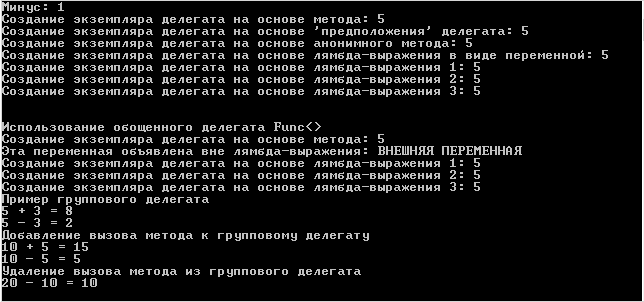 Минус: 1
Создание экземпляра делегата на основе метода: 5
Создание экземпляра делегата на основе 'предположения' делегата: 5
Создание экземпляра делегата на основе анонимного метода: 5
Создание экземпляра делегата на основе лямбда-выражения в виде переменной: 5
Создание экземпляра делегата на основе лямбда-выражения 1: 5
Создание экземпляра делегата на основе лямбда-выражения 2: 5
Создание экземпляра делегата на основе лямбда-выражения 3: 5
Использование обощенного делегата Func<>
Создание экземпляра делегата на основе метода: 5
Эта переменная объявлена вне лямбда-выражения: ВНЕШНЯЯ ПЕРЕМЕННАЯ
Создание экземпляра делегата на основе лямбда-выражения 1: 5
Создание экземпляра делегата на основе лямбда-выражения 2: 5
Создание экземпляра делегата на основе лямбда-выражения 3: 5
Пример группового делегата
5 + 3 = 8
5 - 3 = 2
Добавление вызова метода к групповому делегату
10 + 5 = 15
10 - 5 = 5
Удаление вызова метода из группового делегата
20 - 10 = 10